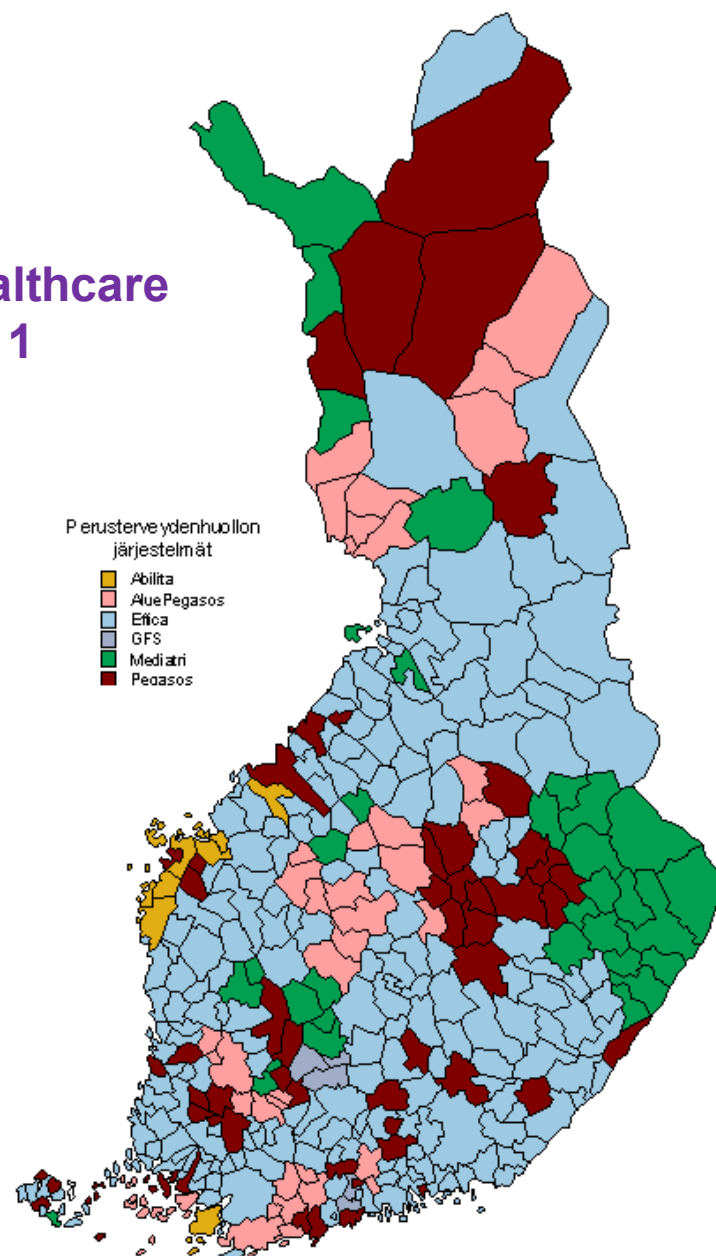 althcare
1
Perusterveydenhuollon
järjestelmät
Abilita
AluePegasos
Effica
GFS
Mediatri
Pegasos